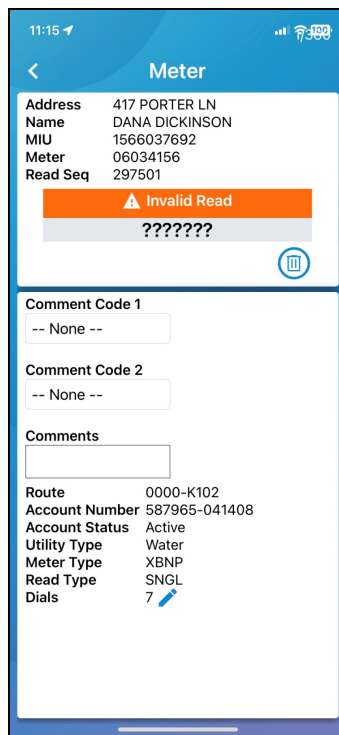 11:15
Meter
Address 417 PORTER LN
Name DANA DICKINSON
MIU 1566037692
Meter 06034156
Read Seq 297501
Invalid Read
???????
Comment Code 1
-- None --
Comment Code 2
-- None --
Comments
Route 0000-K102
Account Number 587965-041408
Account Status Active
Utility Type Water
Meter Type XBNP
Read Type SNGL
Dials 7